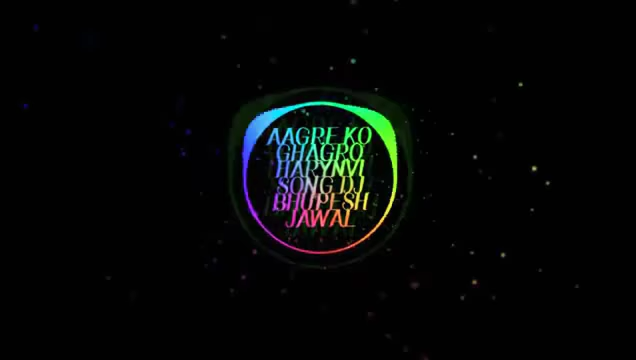 AAGRE KO
GHAGRO
HARYNVI
SONG DJ
BHUPESH
JAWAL